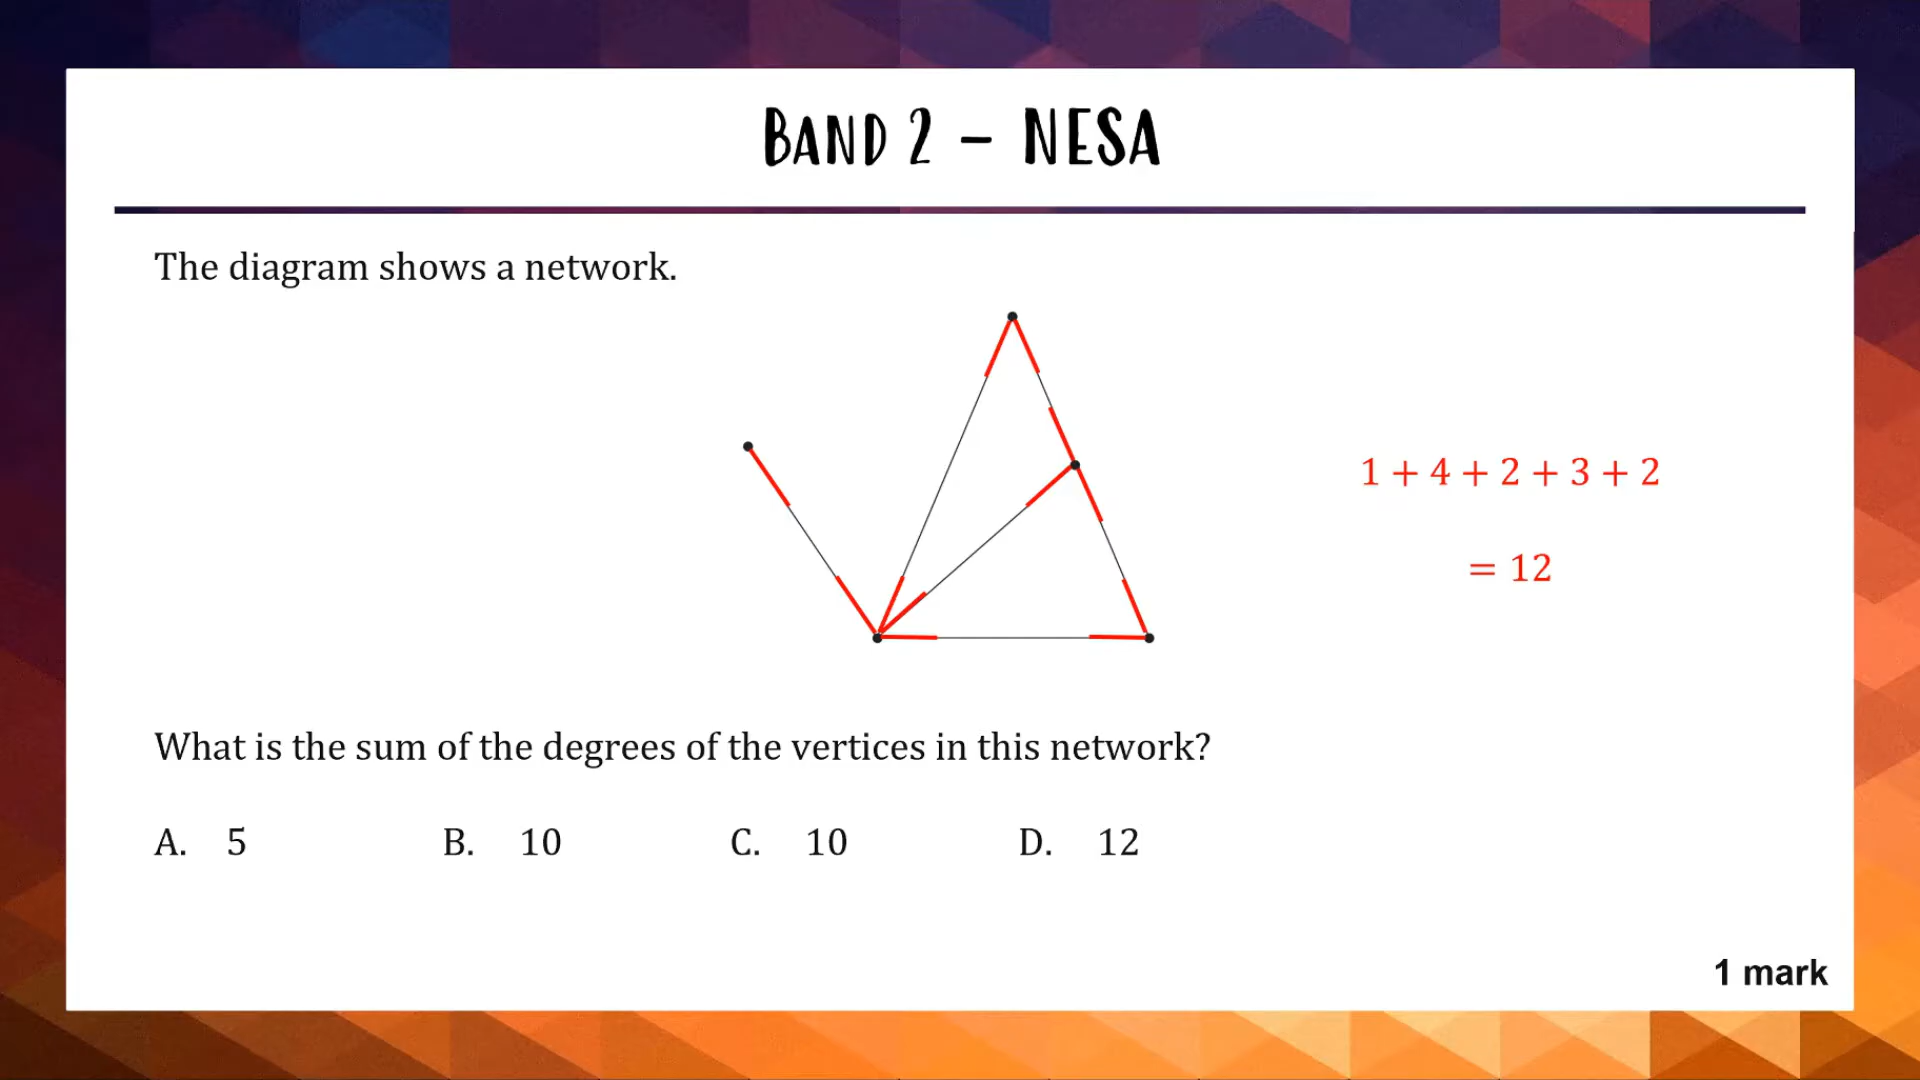 BAND 2 – NESA
The diagram shows a network.
1 + 4 + 2 + 3 + 2
= 12
What is the sum of the degrees of the vertices in this network?
A. 5 B. 10 C. 10 D. 12
1 mark